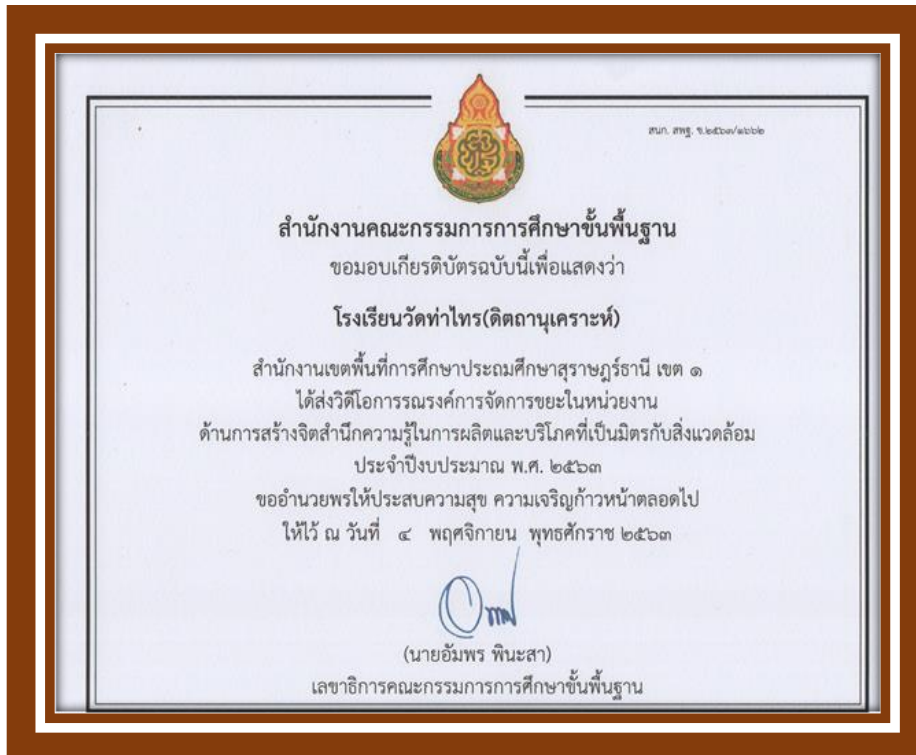 สนก. สพฐ. ช.๒๕๖๓/๑๖๖๒
สำนักงานคณะกรรมการการศึกษาขั้นพื้นฐาน
ขอมอบเกียรติบัตรฉบับนี้เพื่อแสดงว่า
โรงเรียนวัดท่าไทร(ดิตถานุเคราะห์)
สำนักงานเขตพื้นที่การศึกษาประถมศึกษาสุราษฎร์ธานี เขต ๑
ได้ส่งวิดีโอการรณรงค์การจัดการขยะในหน่วยงาน
ด้านการสร้างจิตสำนึกความรู้ในการผลิตและบริโภคที่เป็นมิตรกับสิ่งแวดล้อม
ประจำปีงบประมาณ พ.ศ. ๒๕๖๓
ขออำนวยพรให้ประสบความสุข ความเจริญก้าวหน้าตลอดไป
ให้ไว้ ณ วันที่ ๔ พฤศจิกายน พุทธศักราช ๒๕๖๓
(นายอัมพร พินะสา)
เลขาธิการคณะกรรมการการศึกษาขั้นพื้นฐาน